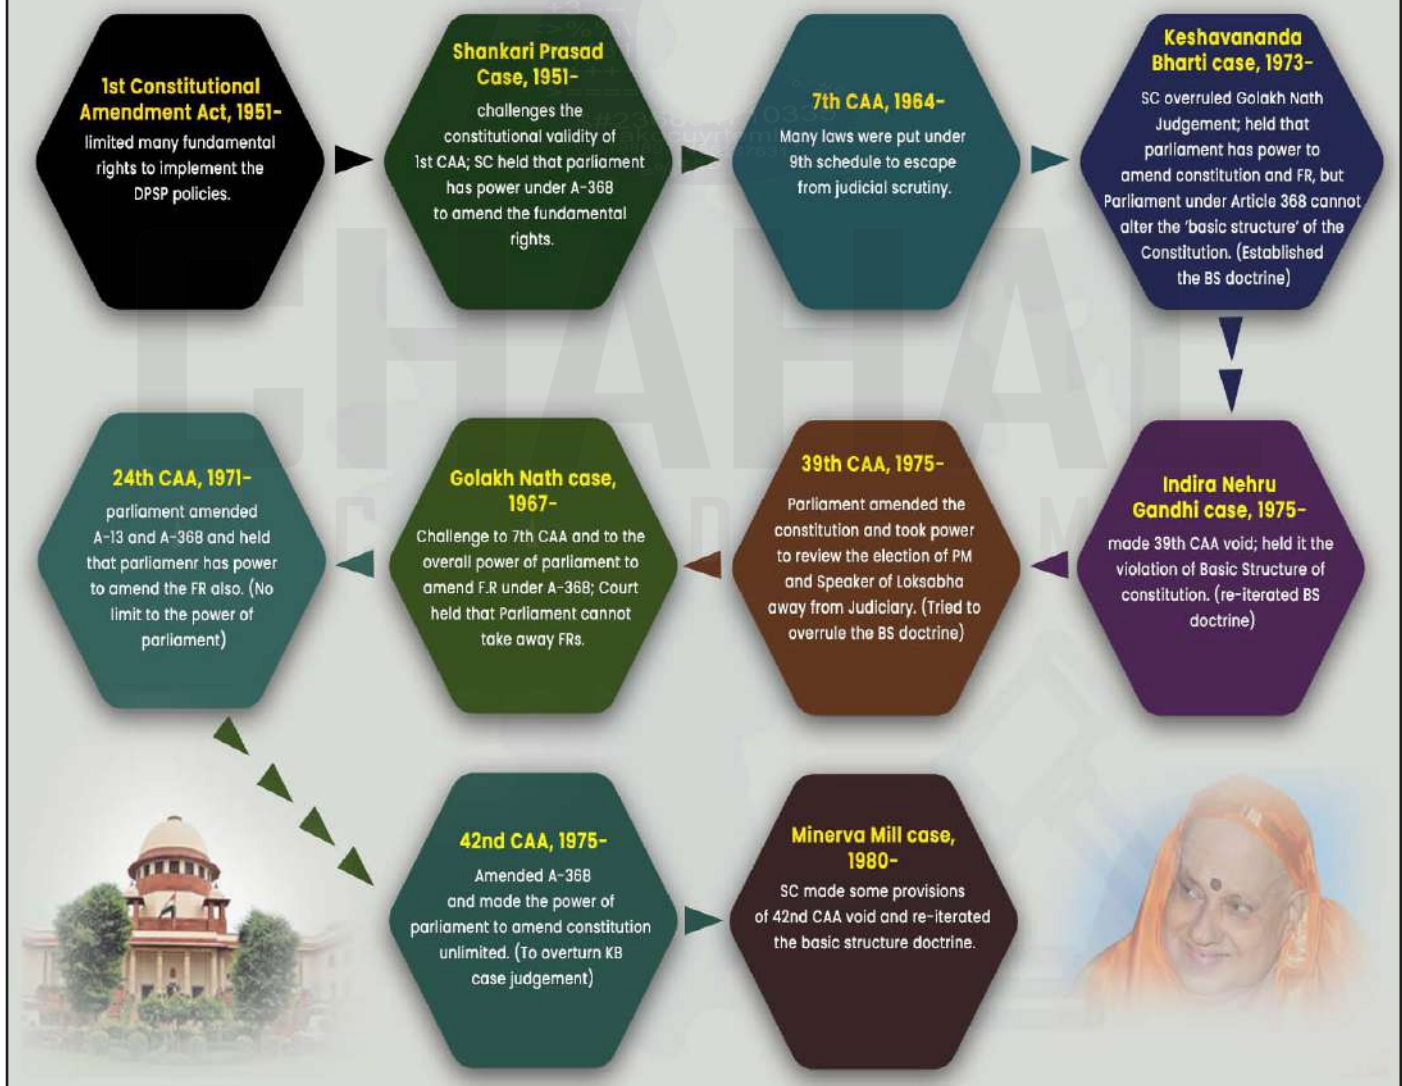 1st Constitutional
Amendment Act, 1951-
limited many fundamental
rights to implement the
DPSP policies.
Shankari Prasad
Case, 1951-
challenges the
constitutional validity of
1st CAA; SC held that parliament
has power under A-368
to amend the fundamental
rights.
7th CAA, 1964-
Many laws were put under
9th schedule to escape
from judicial scrutiny.
Keshavananda
Bharti case, 1973-
SC overruled Golakh Nath
Judgement; held that
parliament has power to
amend constitution and FR, but
Parliament under Article 368 cannot
alter the 'basic structure' of the
Constitution. (Established
the BS doctrine)
Indira Nehru
Gandhi case, 1975-
made 39th CAA void; held it the
violation of Basic Structure of
constitution. (re-iterated BS
doctrine)
39th CAA, 1975-
Parliament amended the
constitution and took power
to review the election of PM
and Speaker of Loksabha
away from Judiciary. (Tried to
overrule the BS doctrine)
Golakh Nath case,
1967-
Challenge to 7th CAA and to the
overall power of parliament to
amend F.R under A-368; Court
held that Parliament cannot
take away FRs.
24th CAA, 1971-
parliament amended
A-13 and A-368 and held
that parliamenr has power
to amend the FR also. (No
limit to the power of
parliament)
42nd CAA, 1975-
Amended A-368
and made the power of
parliament to amend constitution
unlimited. (To overturn KB
case judgement)
Minerva Mill case,
1980-
SC made some provisions
of 42nd CAA void and re-iterated
the basic structure doctrine.
CHAHAL